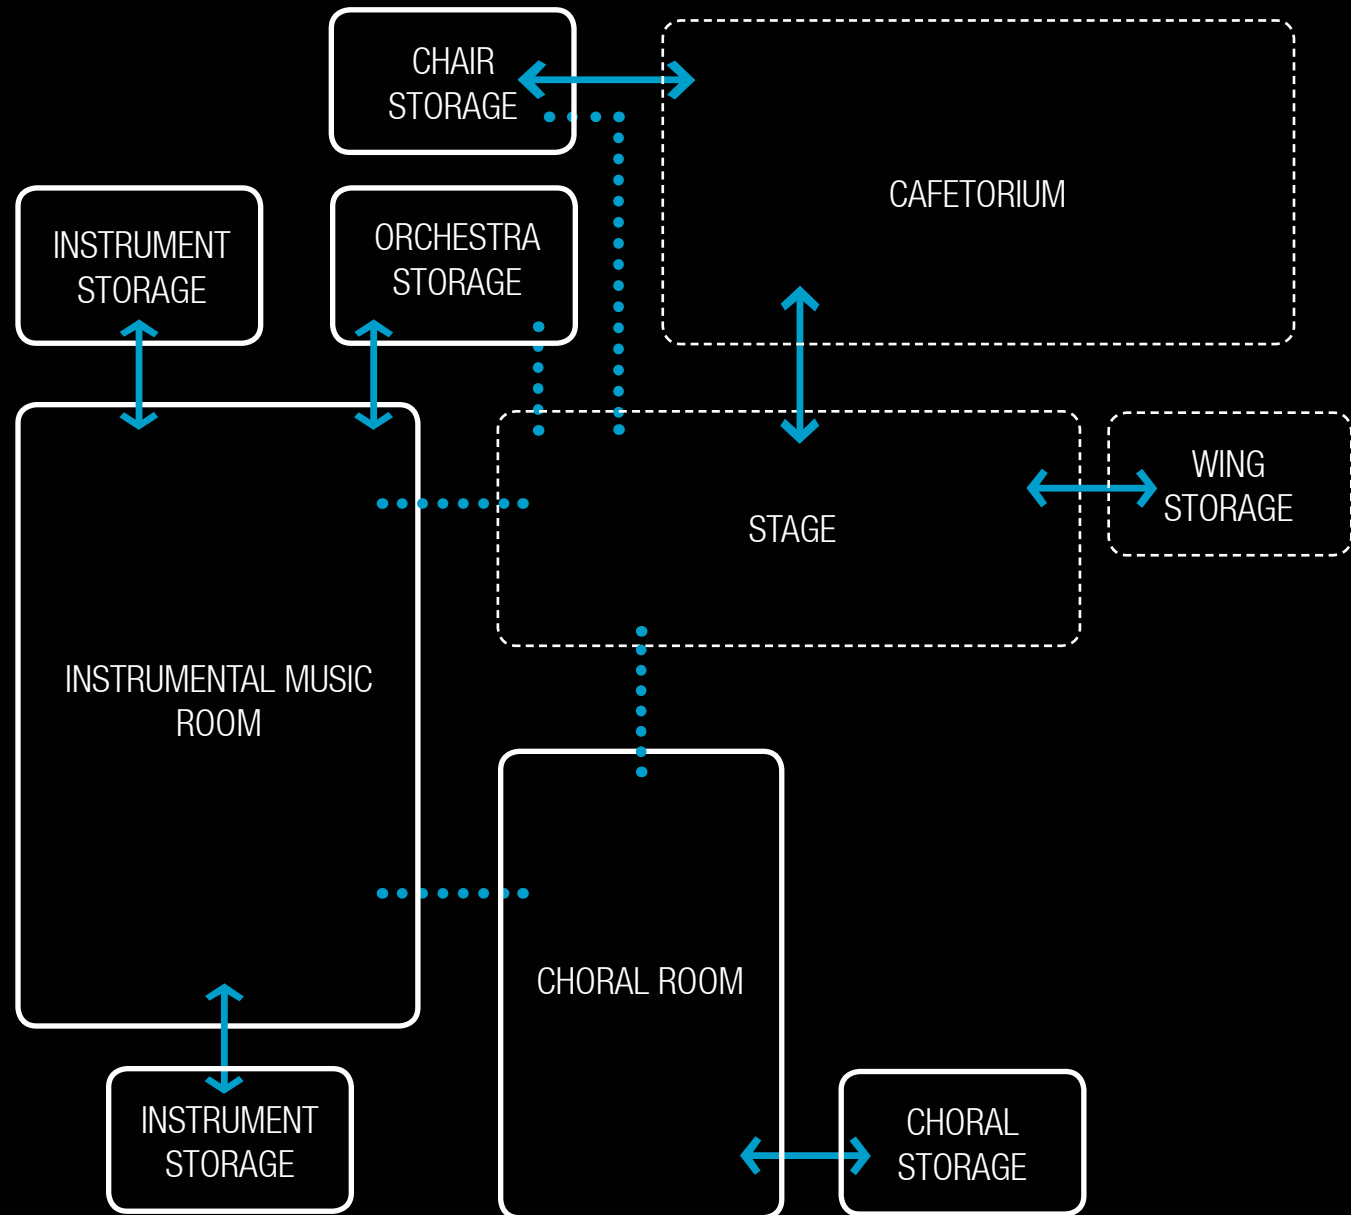 CHAIR
STORAGE
CAFETORIUM
INSTRUMENT
STORAGE
ORCHESTRA
STORAGE
WING
STORAGE
STAGE
INSTRUMENTAL MUSIC
ROOM
CHORAL ROOM
INSTRUMENT
STORAGE
CHORAL
STORAGE